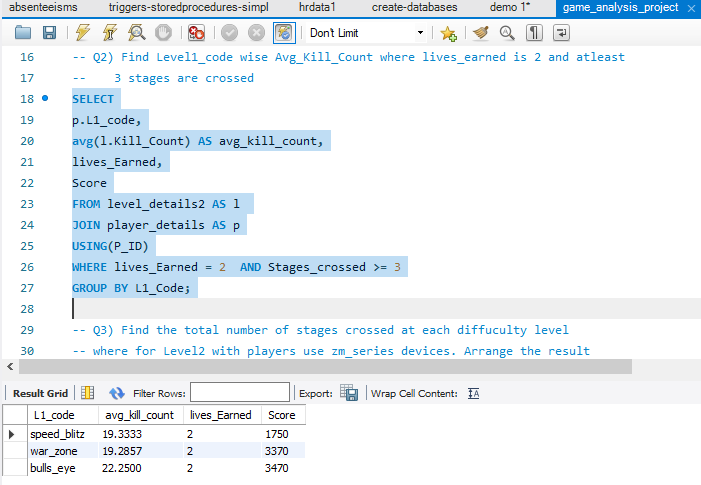 absenteeisms triggers-storedprocedures-simpl hrdata1 create-databases demo 1* game_analysis_project
Don't Limit
16 -- Q2) Find Level1_code wise Avg_Kill_Count where lives_earned is 2 and atleast
17 -- 3 stages are crossed
18 SELECT
19 p.L1_code,
20 avg(l.Kill_Count) AS avg_kill_count,
21 lives_Earned,
22 Score
23 FROM level_details2 AS l
24 JOIN player_details AS p
25 USING(P_ID)
26 WHERE lives_Earned = 2 AND Stages_crossed >= 3
27 GROUP BY L1_Code;
28
29 -- Q3) Find the total number of stages crossed at each diffuculty level
30 -- where for Level2 with players use zm_series devices. Arrange the result
Result Grid Filter Rows: Export: Wrap Cell Content: IA
L1_code avg_kill_count lives_Earned Score
speed_blitz 19.3333 2 1750
war_zone 19.2857 2 3370
bulls_eye 22.2500 2 3470